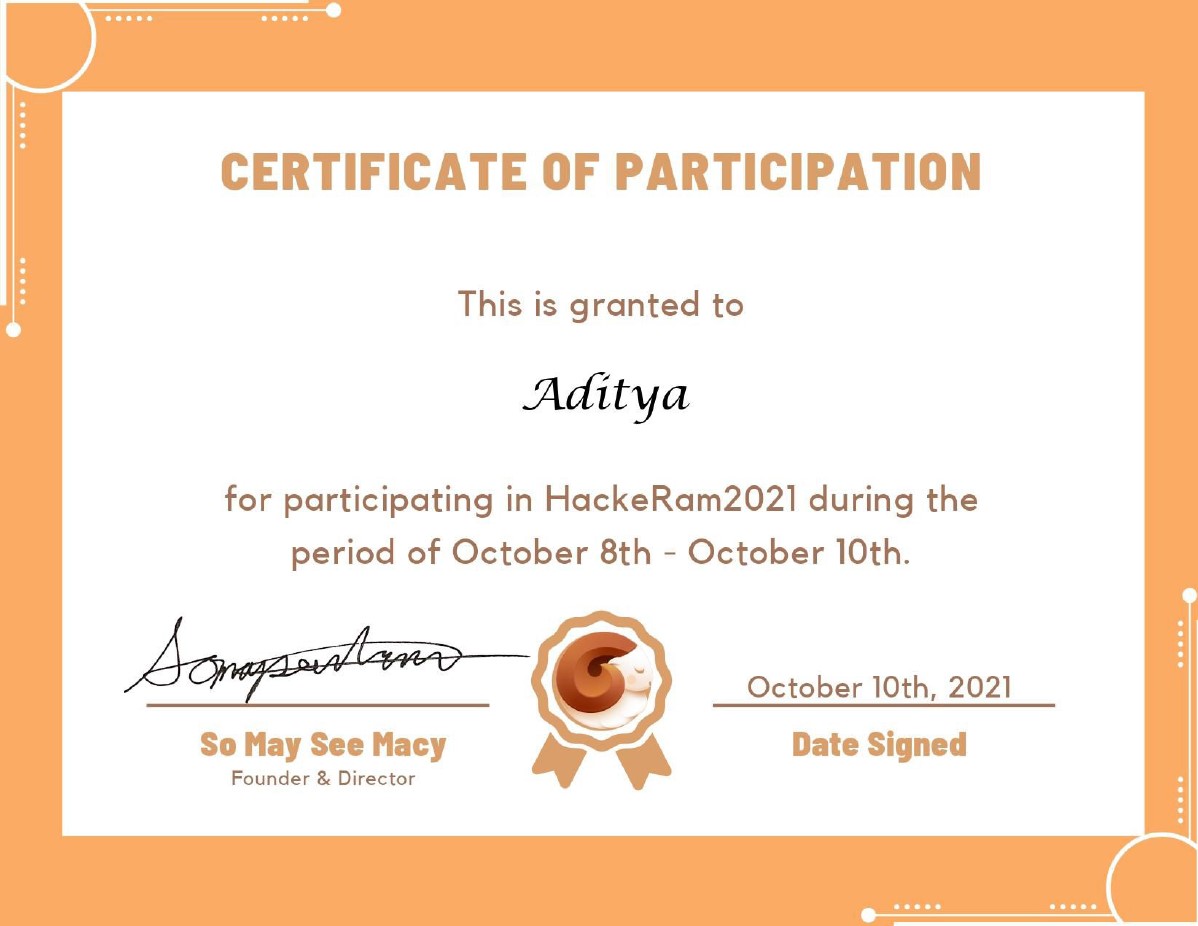 CERTIFICATE OF PARTICIPATION
This is granted to
Aditya
for participating in HackeRam2021 during the
period of October 8th - October 10th.
October 10th, 2021
So May See Macy
Founder & Director
Date Signed